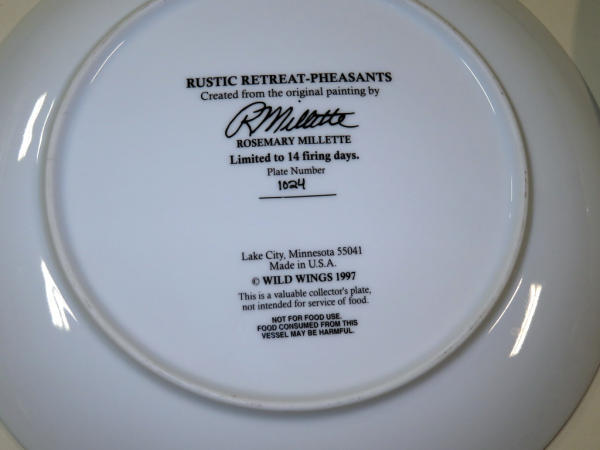 RUSTIC RETREAT-PHEASANTS
Created from the original painting by
RMillette
ROSEMARY MILLETTE
Limited to 14 firing days.
Plate Number
1024
Lake City, Minnesota 55041
Made in U.S.A.
© WILD WINGS 1997
This is a valuable collector's plate,
not intended for service of food.
NOT FOR FOOD USE.
FOOD CONSUMED FROM THIS
VESSEL MAY BE HARMFUL.